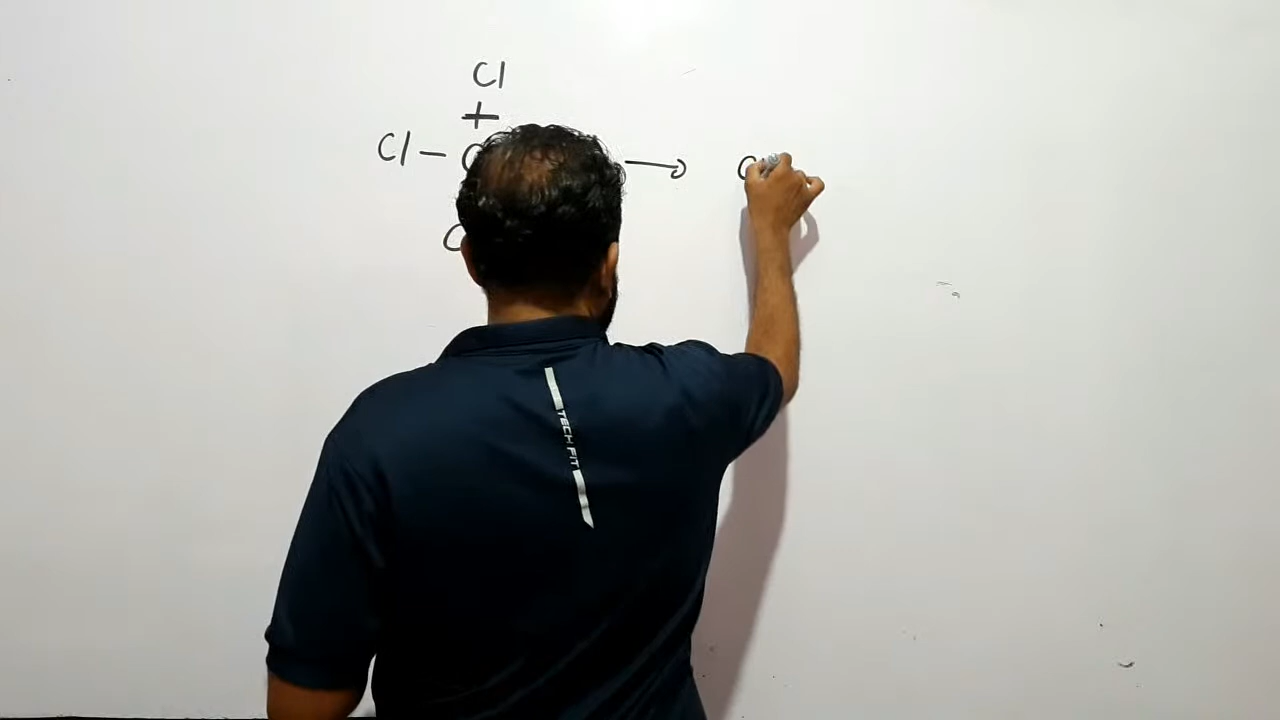 Cl
+
Cl – C →
TECH FIT